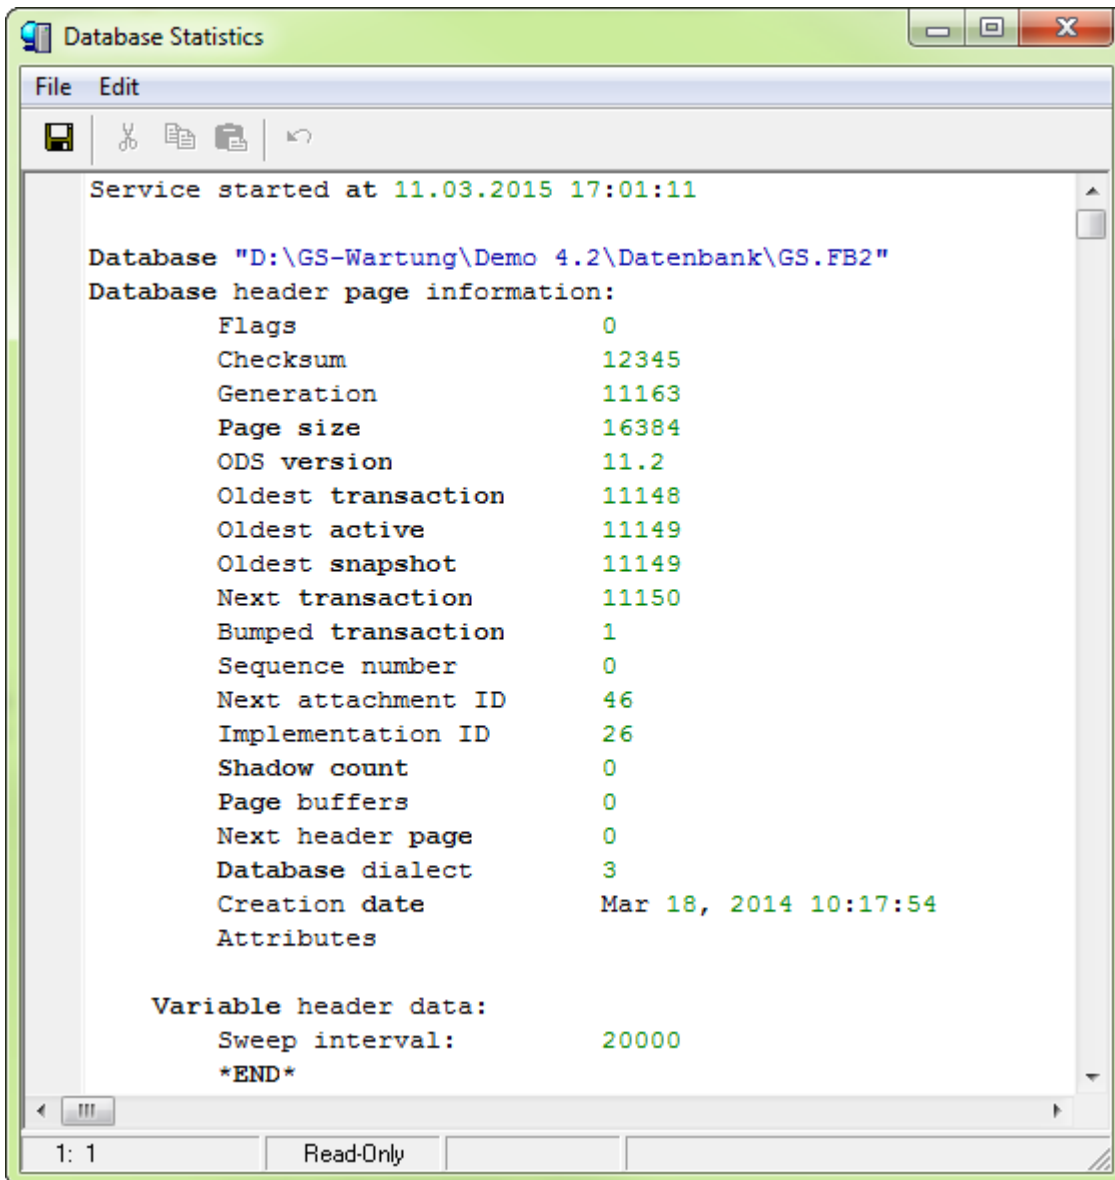 Database Statistics
File Edit
Service started at 11.03.2015 17:01:11
Database "D:\GS-Wartung\Demo 4.2\Datenbank\GS.FB2"
Database header page information:
Flags 0
Checksum 12345
Generation 11163
Page size 16384
ODS version 11.2
Oldest transaction 11148
Oldest active 11149
Oldest snapshot 11149
Next transaction 11150
Bumped transaction 1
Sequence number 0
Next attachment ID 46
Implementation ID 26
Shadow count 0
Page buffers 0
Next header page 0
Database dialect 3
Creation date Mar 18, 2014 10:17:54
Attributes
Variable header data:
Sweep interval: 20000
*END*
1: 1 Read-Only